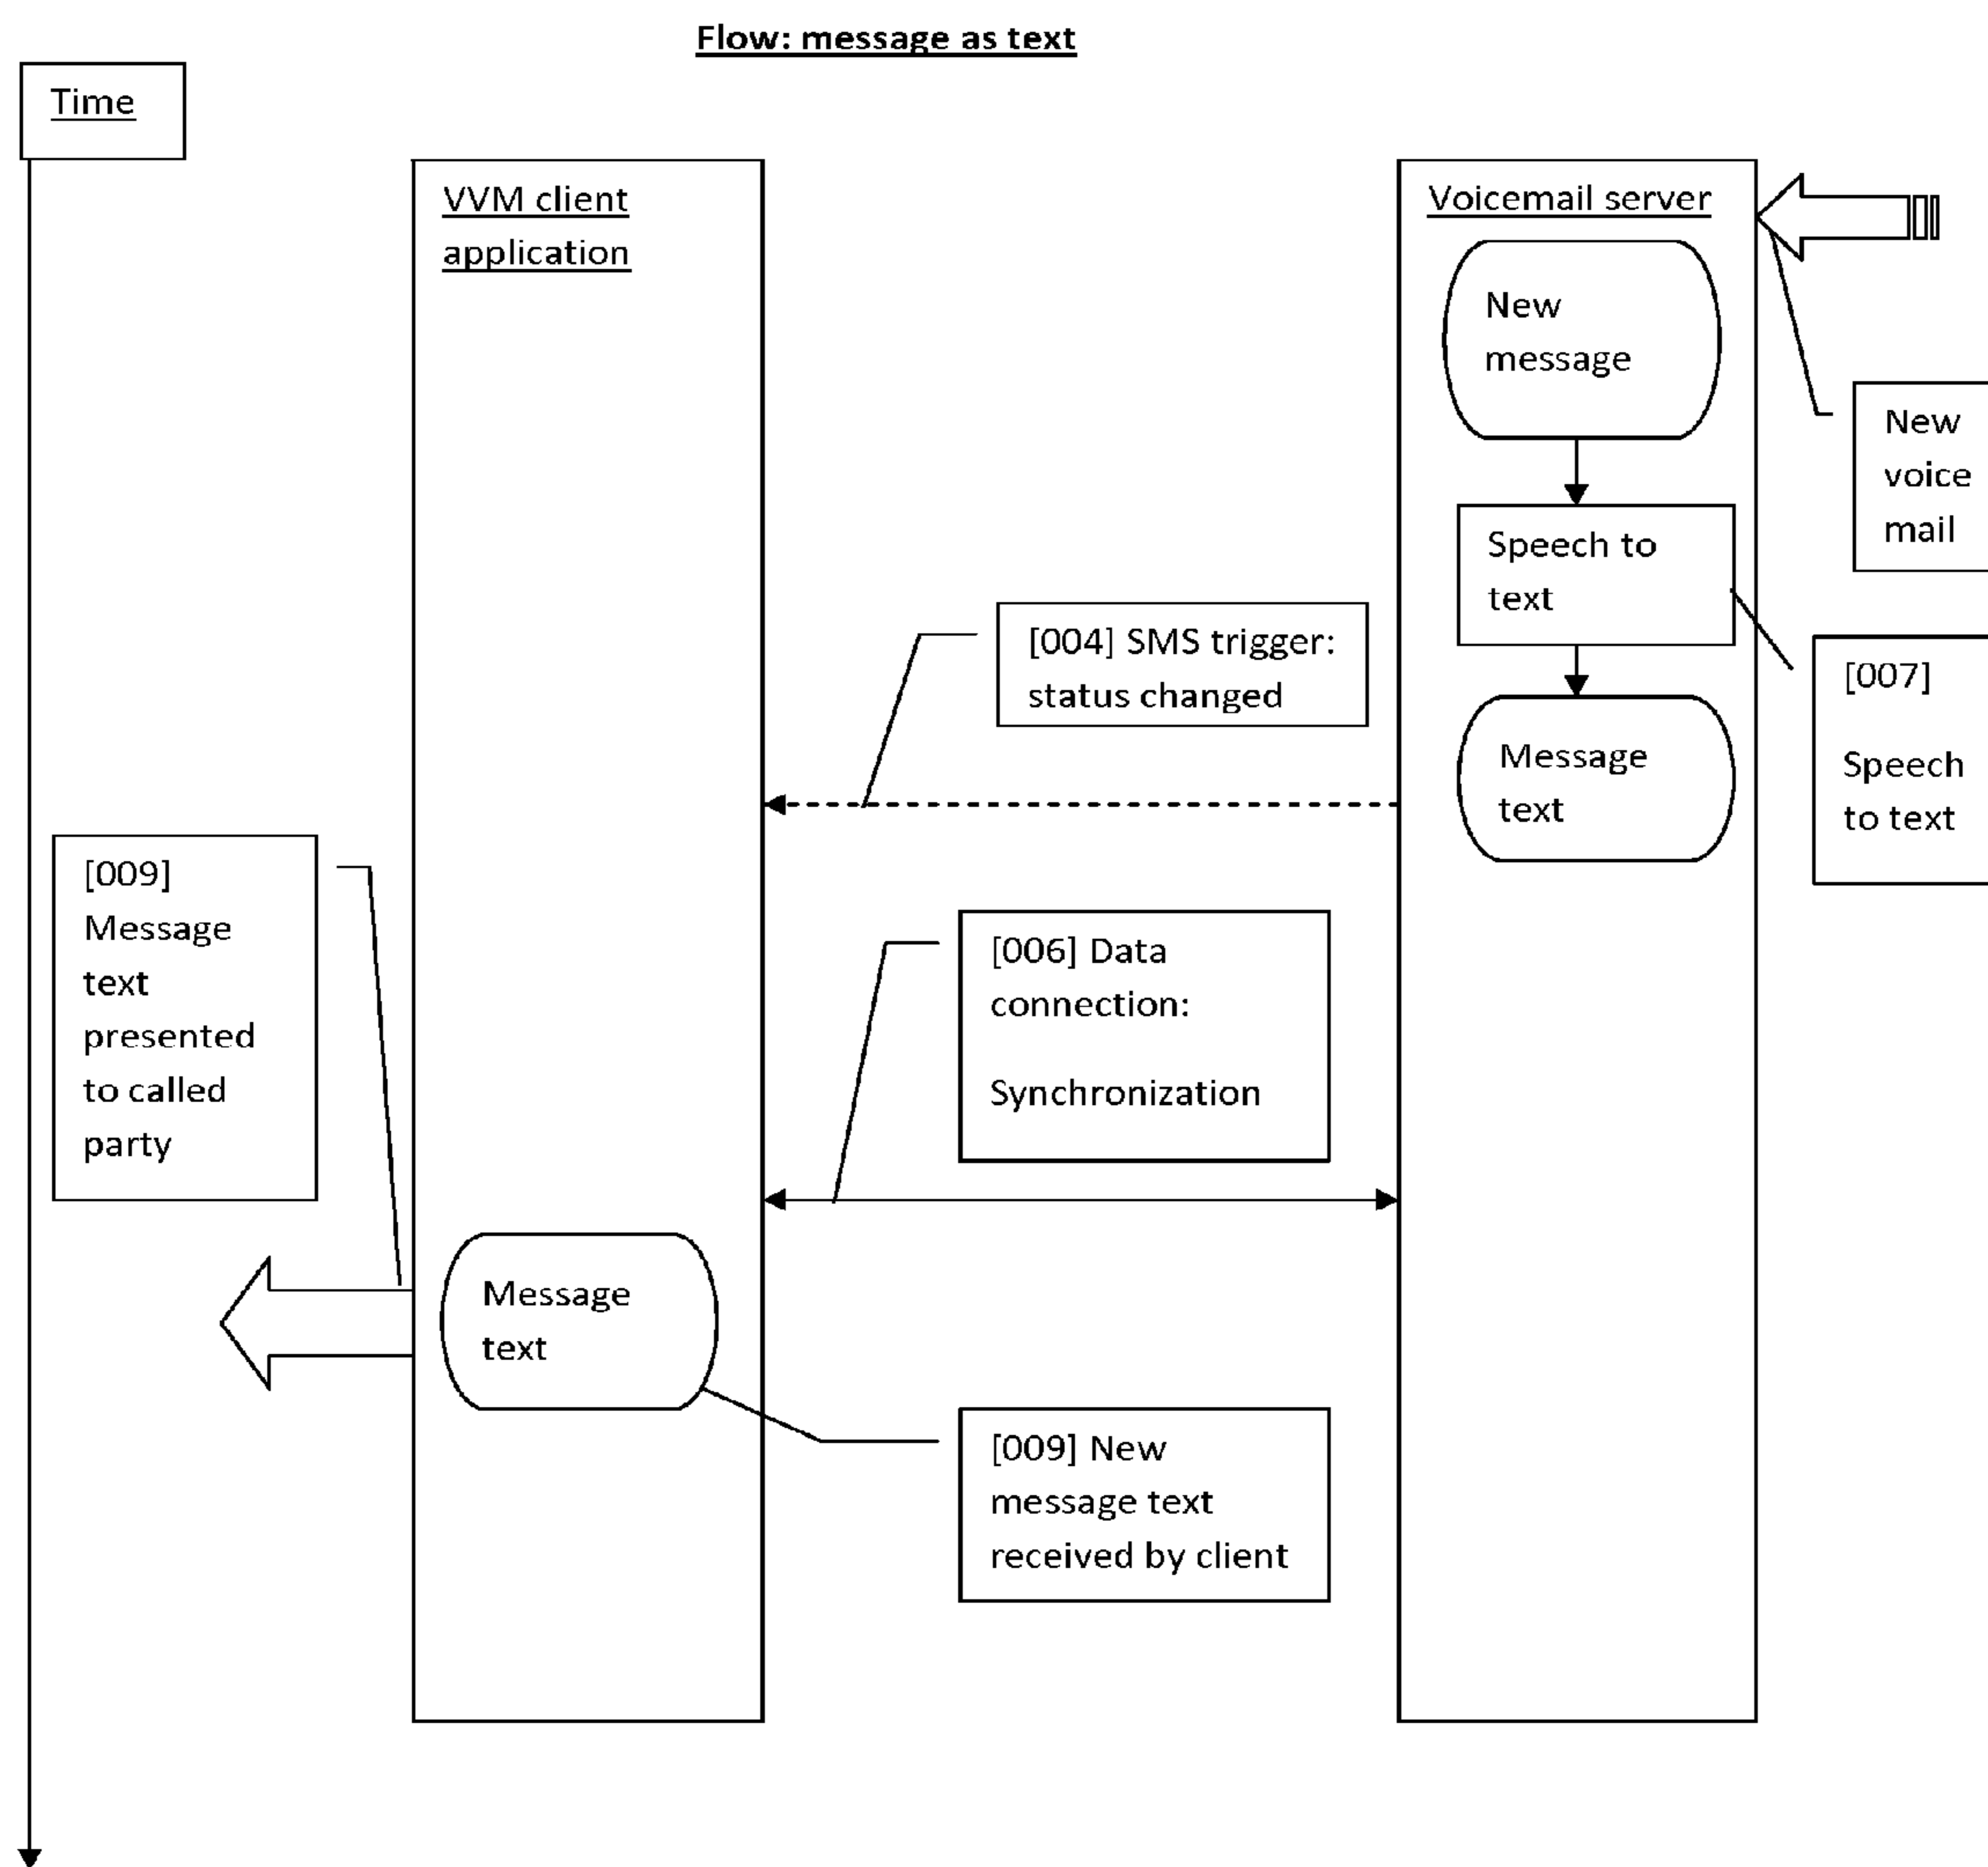 Flow: message as text
Time
VVM client
application
Voicemail server
New
message
New
voice
mail
Speech to
text
[004] SMS trigger:
status changed
[007]
Speech
to text
Message
text
[009]
Message
text
presented
to called
party
[006] Data
connection:
Synchronization
Message
text
[009] New
message text
received by client